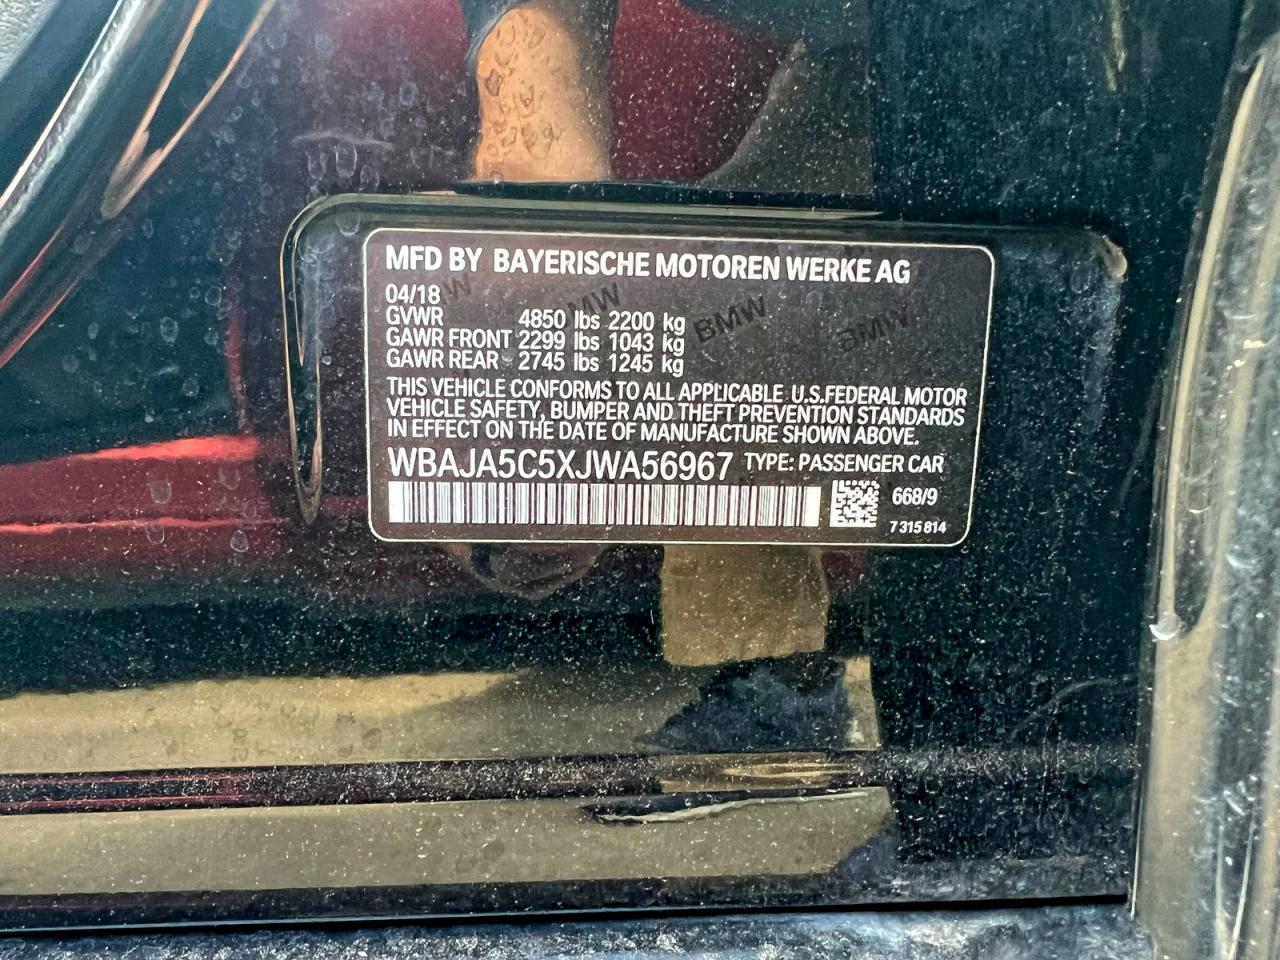 MFD BY BAYERISCHE MOTOREN WERKE AG
04/18
GVWR 4850 lbs 2200 kg
GAWR FRONT 2299 lbs 1043 kg
GAWR REAR 2745 lbs 1245 kg
THIS VEHICLE CONFORMS TO ALL APPLICABLE U.S.FEDERAL MOTOR
VEHICLE SAFETY, BUMPER AND THEFT PREVENTION STANDARDS
IN EFFECT ON THE DATE OF MANUFACTURE SHOWN ABOVE.
WBAJA5C5XJWA56967 TYPE: PASSENGER CAR
668/9
7 315 814
BMW
BMW
BMW